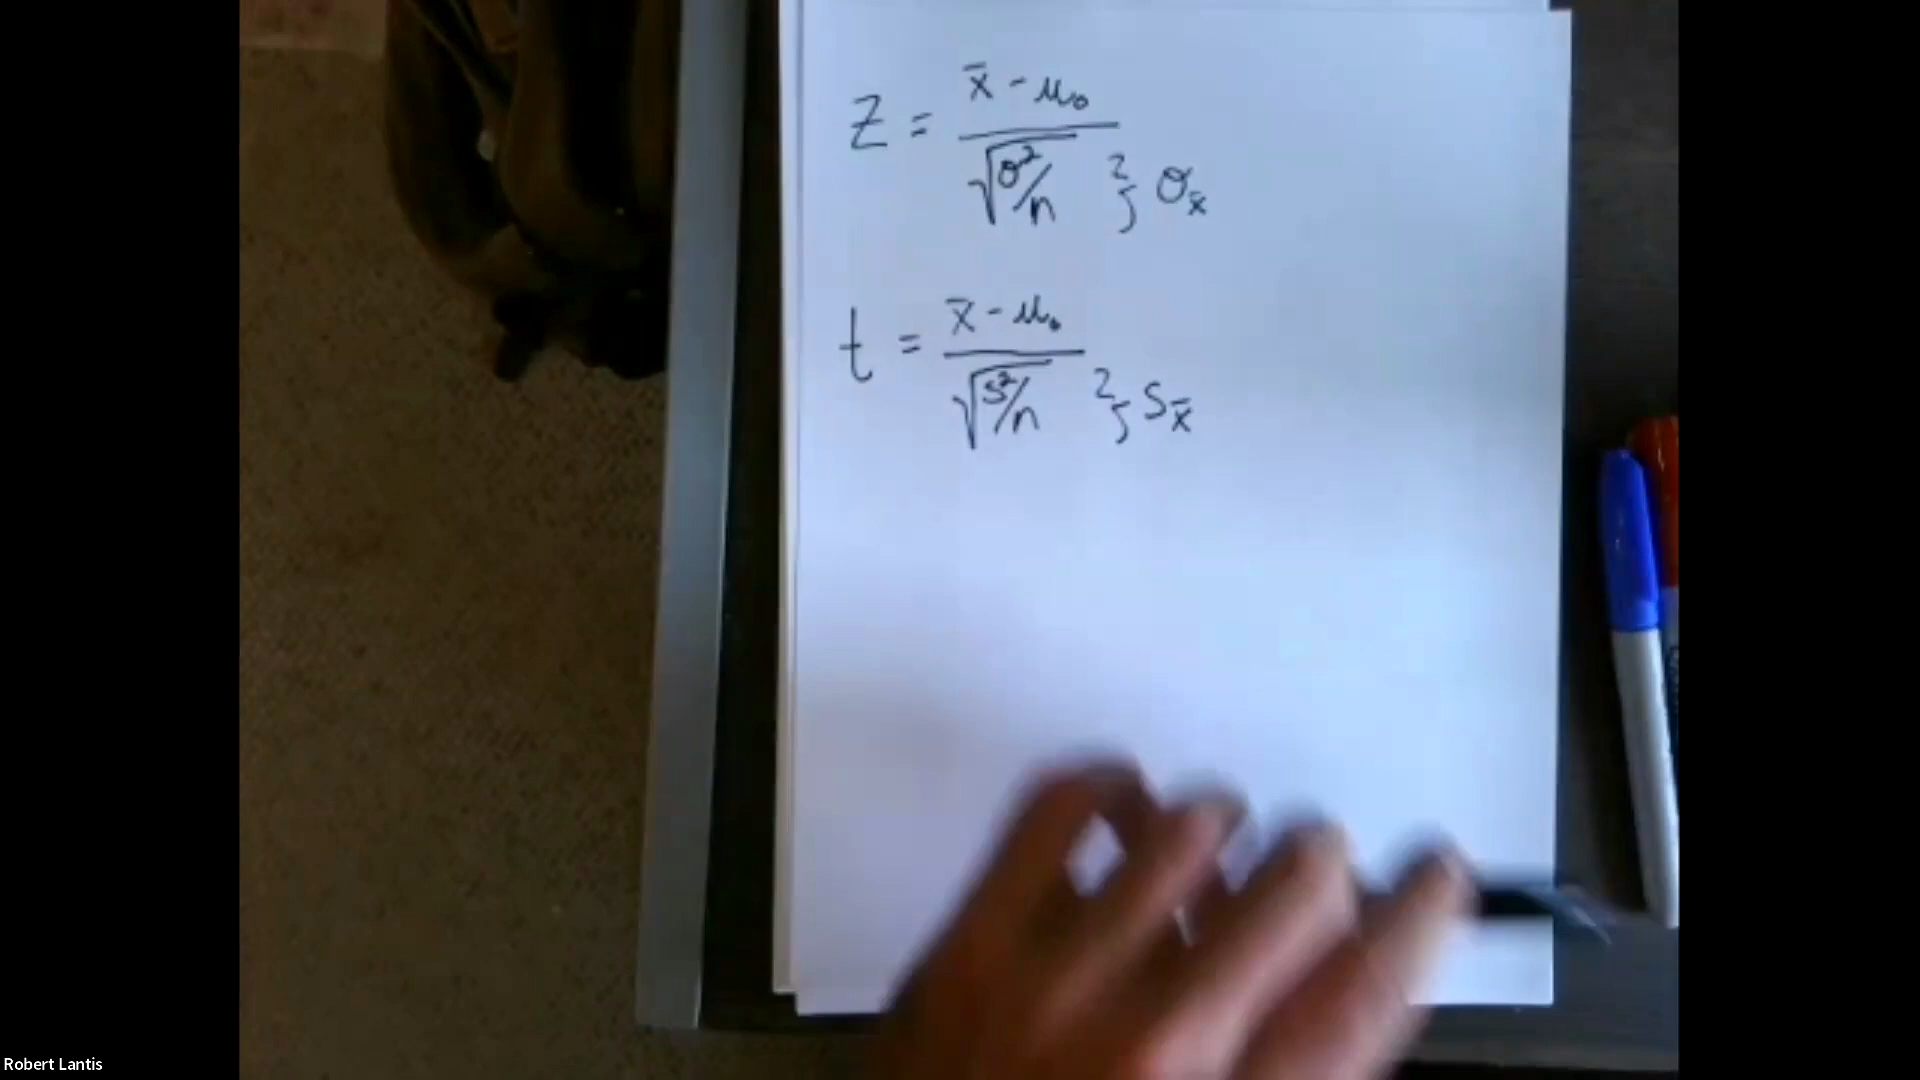 Z = x̄ - μ₀ / √σ²/n } σx̄
t = x̄ - μ₀ / √s²/n } sx̄
Robert Lantis